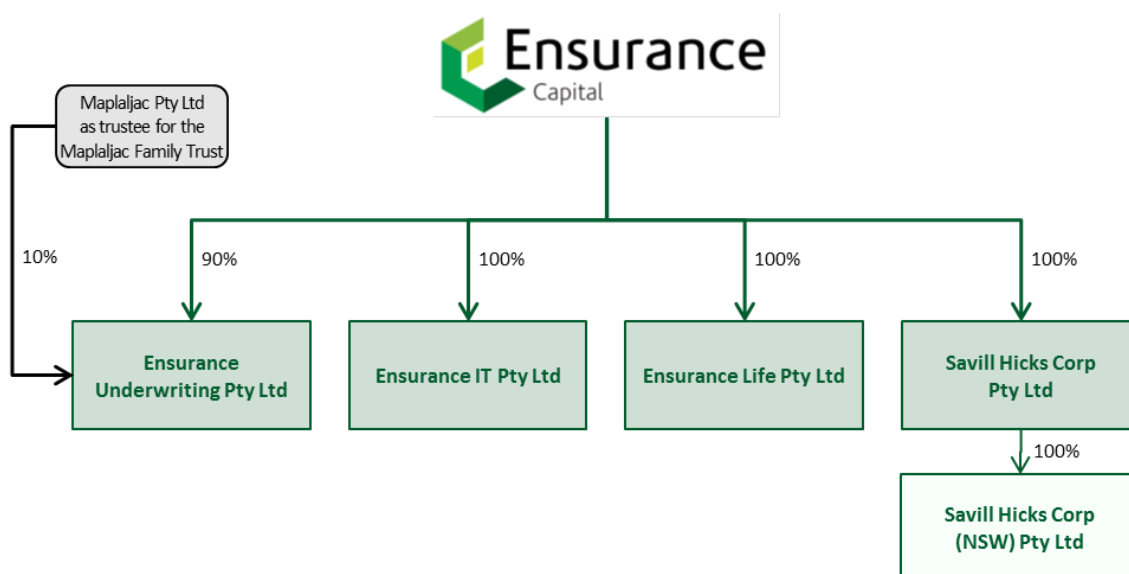 Ensurance
Capital
Maplaljac Pty Ltd
as trustee for the
Maplaljac Family Trust
10%
90%
100%
100%
100%
Ensurance
Underwriting Pty Ltd
Ensurance IT Pty Ltd
Ensurance Life Pty Ltd
Savill Hicks Corp
Pty Ltd
100%
Savill Hicks Corp
(NSW) Pty Ltd